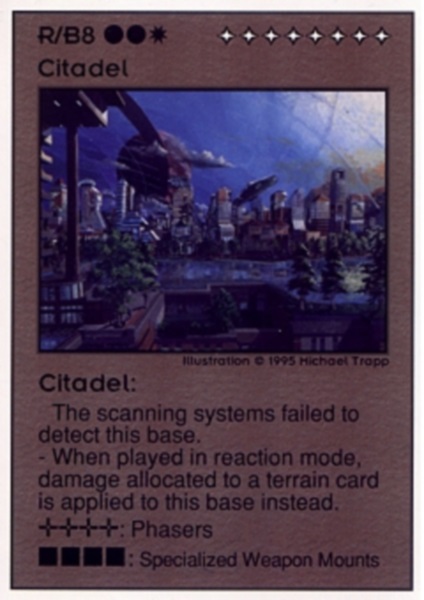 R/B8 ●●✷ ✧✧✧✧✧✧✧✧
Citadel
Illustration © 1995 Michael Trapp
Citadel:
The scanning systems failed to
detect this base.
- When played in reaction mode,
damage allocated to a terrain card
is applied to this base instead.
✛✛✛✛: Phasers
■■■■: Specialized Weapon Mounts